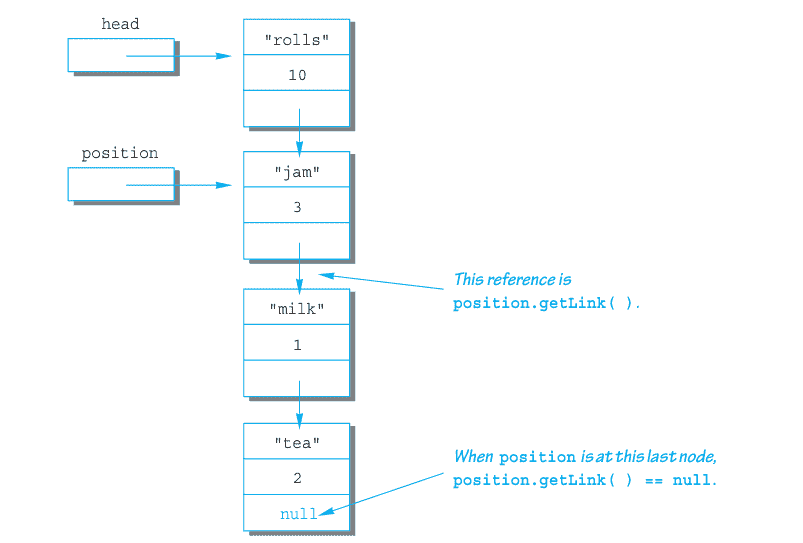 head
"rolls"
10
position
"jam"
3
This reference is
position.getLink( ).
"milk"
1
"tea"
2
null
When position is at this last node,
position.getLink( ) == null.